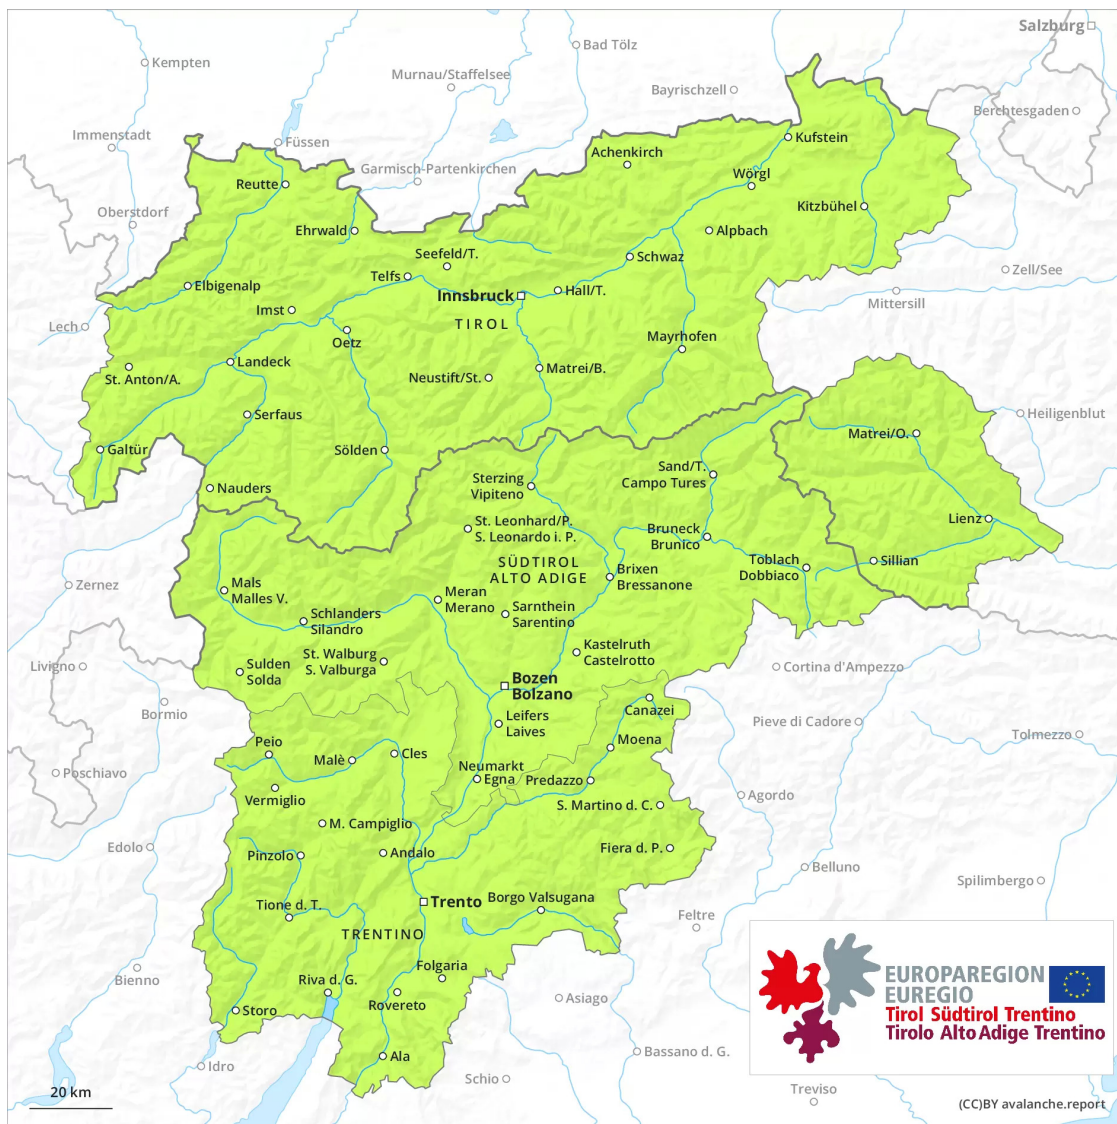 Salzburg
Kempten
Bad Tölz
Murnau/Staffelsee
Bayrischzell
Berchtesgaden
Immenstadt
Füssen
Kufstein
Achenkirch
Garmisch-Partenkirchen
Wörgl
Reutte
Kitzbühel
Oberstdorf
Ehrwald
Alpbach
Seefeld/T.
Schwaz
Zell/See
Telfs
Elbigenalp
Hall/T.
Innsbruck
Mittersill
Imst
TIROL
Lech
Oetz
Mayrhofen
Landeck
Matrei/B.
St. Anton/A.
Neustift/St.
Serfaus
Heiligenblut
Matrei/O.
Galtür
Sölden
Sand/T.
Campo Tures
Sterzing
Vipiteno
Nauders
Lienz
St. Leonhard/P.
S. Leonardo i. P.
Bruneck
Brunico
SÜDTIROL
ALTO ADIGE
Toblach
Dobbiaco
Sillian
Brixen
Bressanone
Zernez
Mals
Malles V.
Meran
Merano
Schlanders
Silandro
Sarnthein
Sarentino
Kastelruth
Castelrotto
St. Walburg
S. Valburga
Livigno
Sulden
Solda
Cortina d'Ampezzo
Bozen
Bolzano
Bormio
Canazei
Leifers
Laives
Pieve di Cadore
Tolmezzo
Peio
Moena
Cles
Malè
Poschiavo
Neumarkt
Egna
Predazzo
Vermiglio
Agordo
S. Martino d. C.
M. Campiglio
Edolo
Fiera d. P.
Pinzolo
Andalo
Belluno
Spilimbergo
Borgo Valsugana
Trento
Tione d. T.
Feltre
TRENTINO
Folgaria
Bienno
Riva d. G.
Rovereto
Asiago
Storo
EUROPAREGION
EUREGIO
Tirol Südtirol Trentino
Tirolo Alto Adige Trentino
Ala
Bassano d. G.
Idro
Schio
Treviso
20 km
(CC)BY avalanche.report